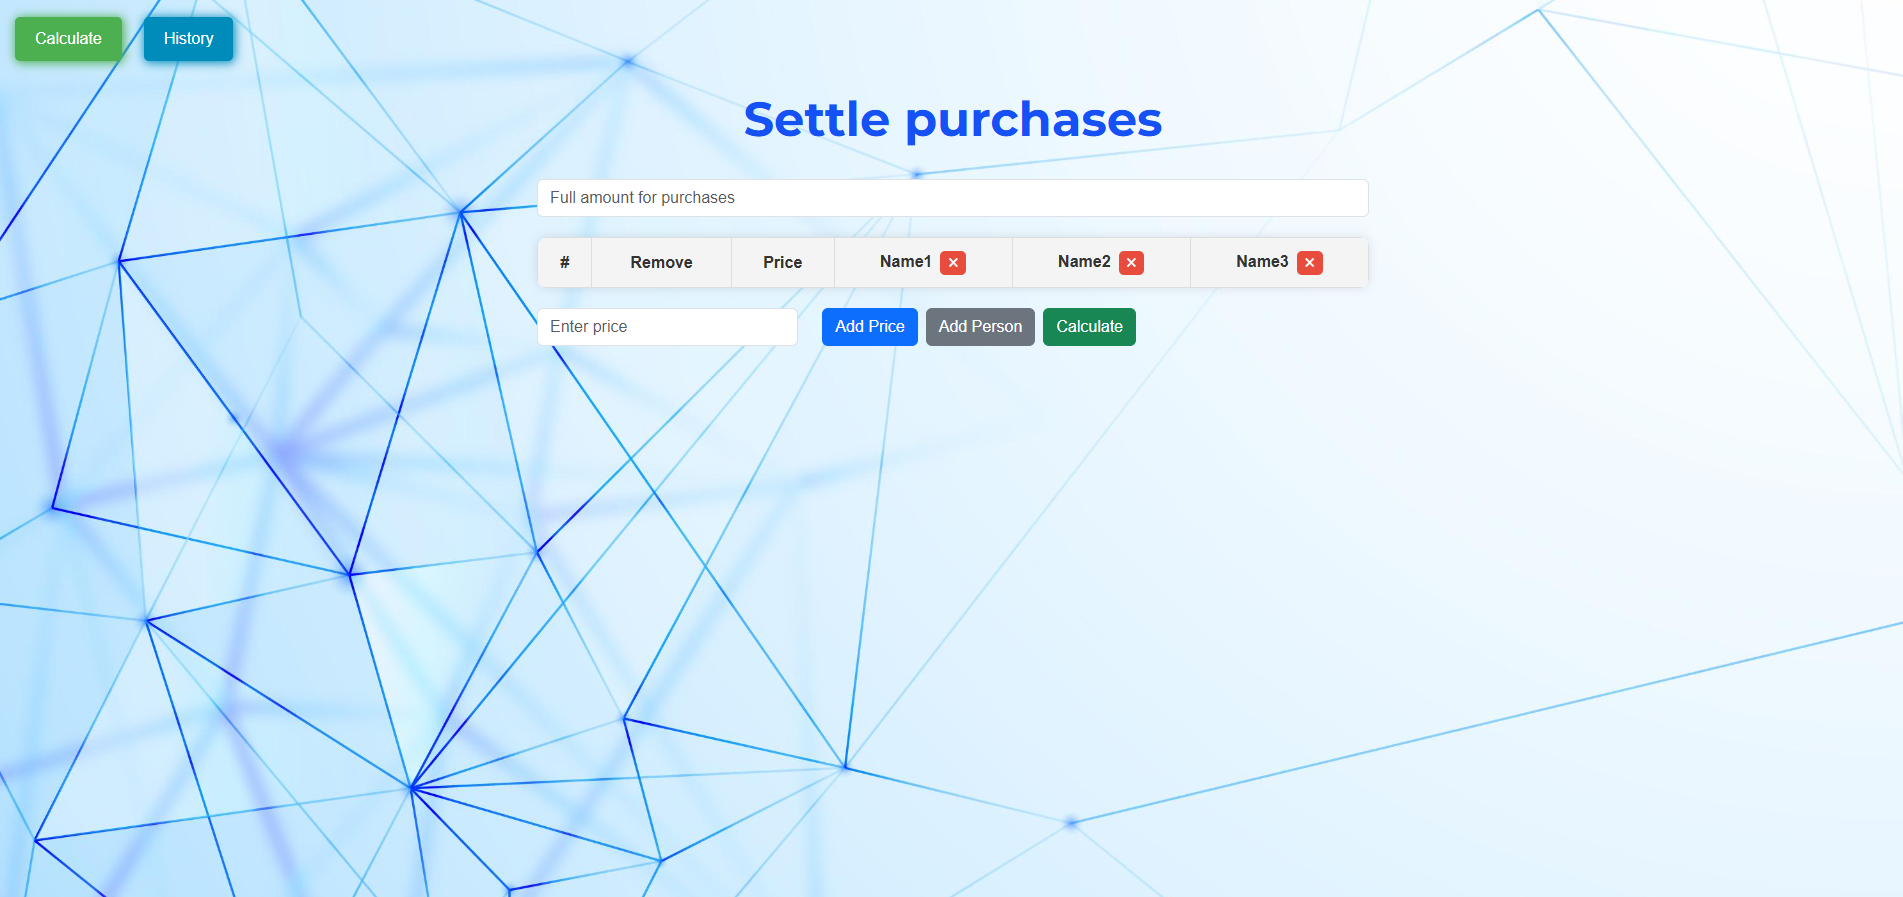 Calculate History
Settle purchases
Full amount for purchases
# Remove Price Name1 × Name2 × Name3 ×
Enter price Add Price Add Person Calculate